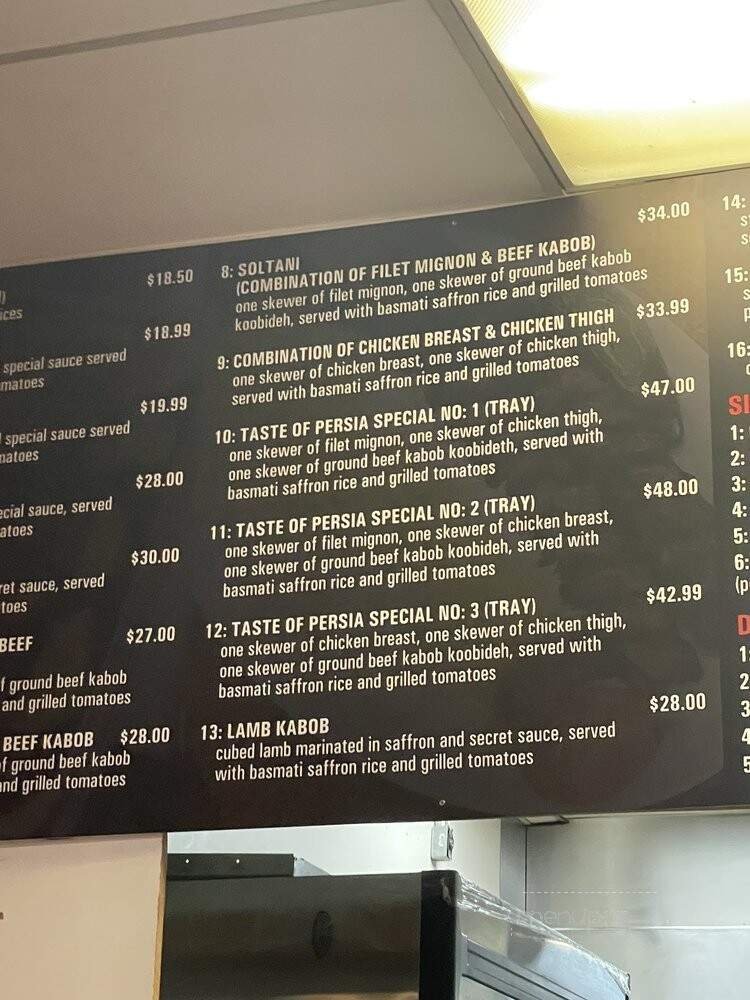 $18.50
$18.99
special sauce served
$19.99
special sauce served
$28.00
sauce, served
$30.00
sauce, served
BEEF
$27.00
ground beef kabob
and grilled tomatoes
BEEF KABOB $28.00
ground beef kabob
and grilled tomatoes
8: SOLTANI $34.00
(COMBINATION OF FILET MIGNON & BEEF KABOB)
one skewer of filet mignon, one skewer of ground beef kabob
koobideh, served with basmati saffron rice and grilled tomatoes
9: COMBINATION OF CHICKEN BREAST & CHICKEN THIGH $33.99
one skewer of chicken breast, one skewer of chicken thigh,
served with basmati saffron rice and grilled tomatoes
10: TASTE OF PERSIA SPECIAL NO: 1 (TRAY) $47.00
one skewer of filet mignon, one skewer of chicken thigh,
one skewer of ground beef kabob koobideth, served with
basmati saffron rice and grilled tomatoes
11: TASTE OF PERSIA SPECIAL NO: 2 (TRAY) $48.00
one skewer of filet mignon, one skewer of chicken breast,
one skewer of ground beef kabob koobideh, served with
basmati saffron rice and grilled tomatoes
12: TASTE OF PERSIA SPECIAL NO: 3 (TRAY) $42.99
one skewer of chicken breast, one skewer of chicken thigh,
one skewer of ground beef kabob koobideh, served with
basmati saffron rice and grilled tomatoes
13: LAMB KABOB $28.00
cubed lamb marinated in saffron and secret sauce, served
with basmati saffron rice and grilled tomatoes
14:
15:
16:
1:
2:
3:
4:
5:
6:
1
2
3
4
5